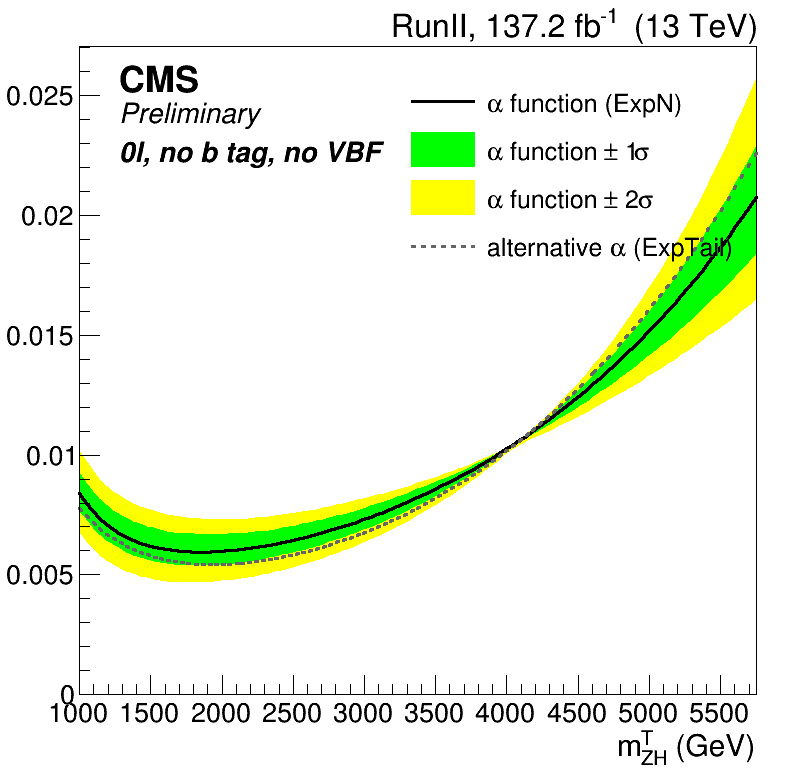 RunII, 137.2 fb⁻¹ (13 TeV)
CMS
Preliminary
0l, no b tag, no VBF
α function (ExpN)
α function ± 1σ
α function ± 2σ
alternative α (ExpTail)
0.025
0.02
0.015
0.01
0.005
0
1000 1500 2000 2500 3000 3500 4000 4500 5000 5500
m^T_ZH (GeV)